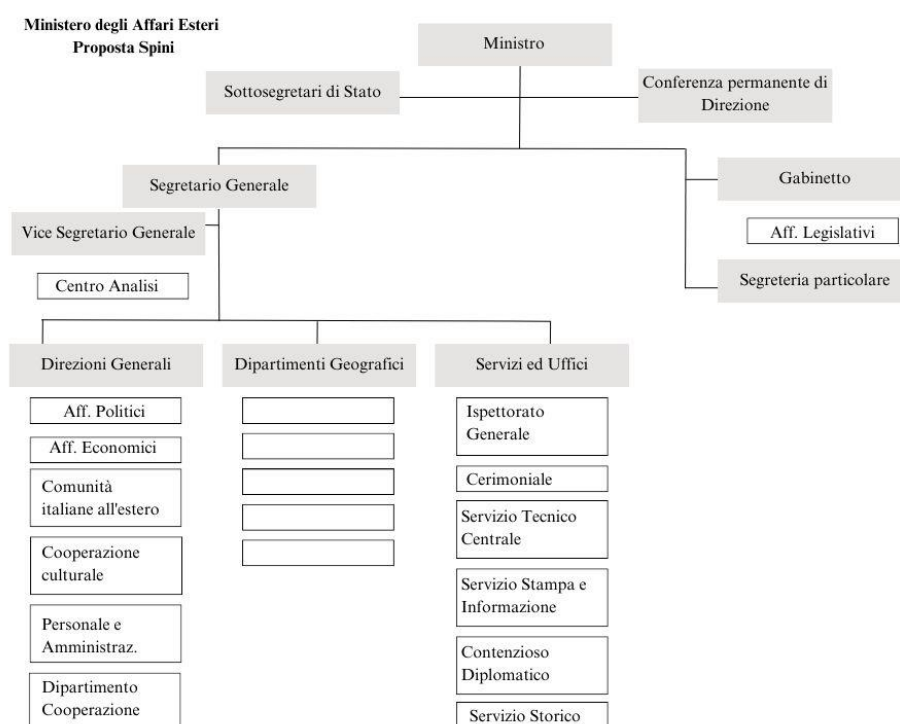 Ministero degli Affari Esteri
Proposta Spini
Ministro
Sottosegretari di Stato
Conferenza permanente di
Direzione
Segretario Generale
Gabinetto
Vice Segretario Generale
Aff. Legislativi
Centro Analisi
Segreteria particolare
Direzioni Generali
Aff. Politici
Aff. Economici
Comunità
italiane all'estero
Cooperazione
culturale
Personale e
Amministraz.
Dipartimento
Cooperazione
Dipartimenti Geografici
Servizi ed Uffici
Ispettorato
Generale
Cerimoniale
Servizio Tecnico
Centrale
Servizio Stampa e
Informazione
Contenzioso
Diplomatico
Servizio Storico